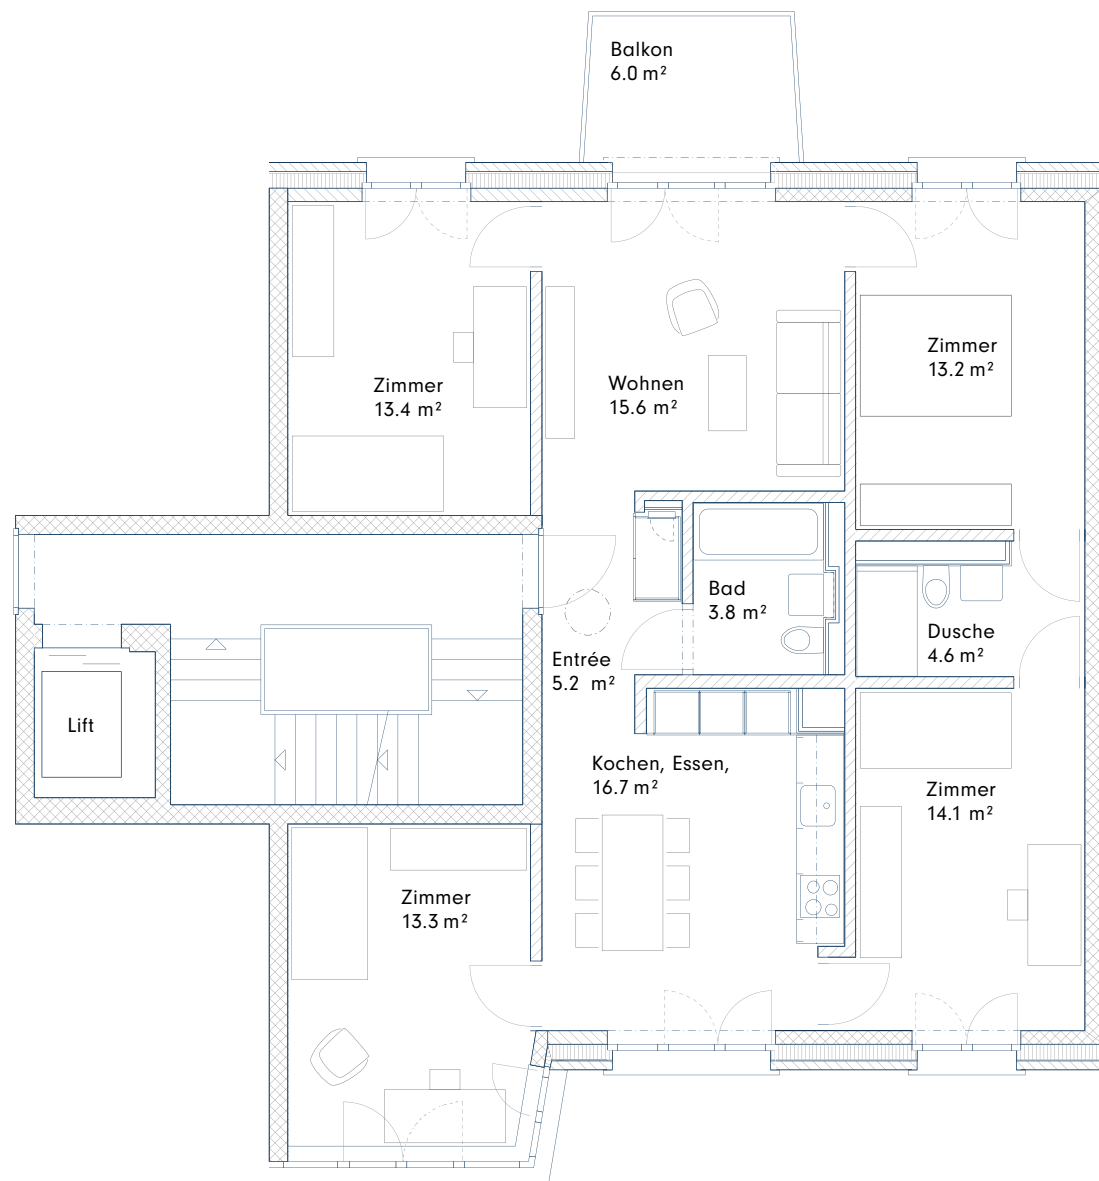 Balkon
6.0 m²
Zimmer
13.2 m²
Zimmer
13.4 m²
Wohnen
15.6 m²
Bad
3.8 m²
Dusche
4.6 m²
Entrée
5.2 m²
Lift
Kochen, Essen,
16.7 m²
Zimmer
14.1 m²
Zimmer
13.3 m²